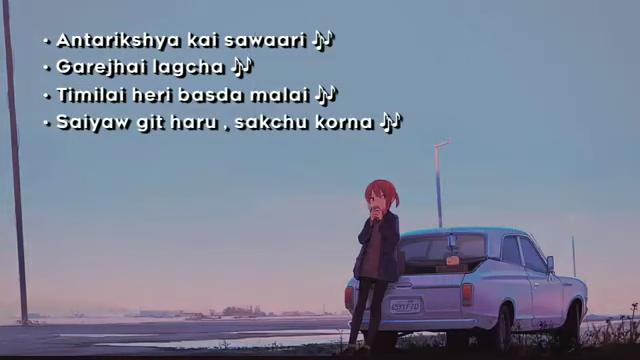 • Antarikshya kai sawaari 🎶
• Garejhai lagcha 🎶
• Timilai heri basda malai 🎶
• Saiyaw git haru , sakchu korna 🎶